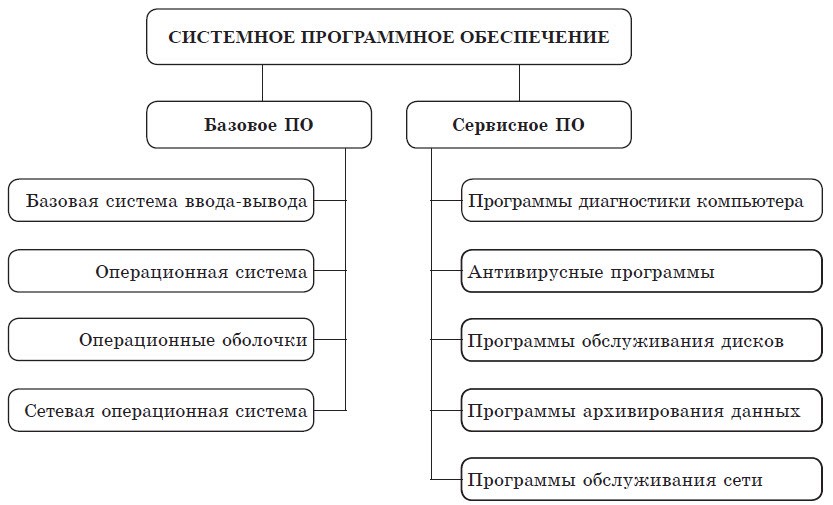 СИСТЕМНОЕ ПРОГРАММНОЕ ОБЕСПЕЧЕНИЕ
Базовое ПО
Сервисное ПО
Базовая система ввода-вывода
Операционная система
Операционные оболочки
Сетевая операционная система
Программы диагностики компьютера
Антивирусные программы
Программы обслуживания дисков
Программы архивирования данных
Программы обслуживания сети